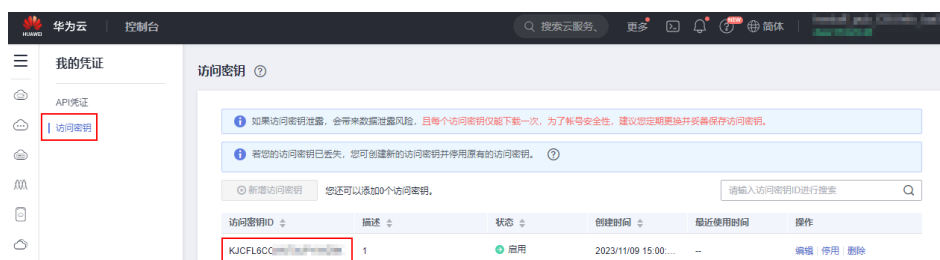 HUAWEI 华为云 控制台 搜索云服务、 更多 NEW 简体
我的凭证
访问密钥
API凭证
访问密钥
如果访问密钥泄露，会带来数据泄露风险，且每个访问密钥仅能下载一次，为了帐号安全性，建议您定期更换并妥善保存访问密钥。
若您的访问密钥已丢失，您可创建新的访问密钥并停用原有的访问密钥。
新增访问密钥 您还可以添加0个访问密钥。 请输入访问密钥ID进行搜索
访问密钥ID 描述 状态 创建时间 最近使用时间 操作
KJCFL6CC 1 启用 2023/11/09 15:00:... -- 编辑 停用 删除